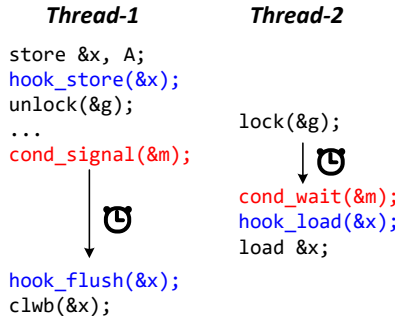 Thread-1
store &x, A;
hook_store(&x);
unlock(&g);
...
cond_signal(&m);
hook_flush(&x);
clwb(&x);
Thread-2
lock(&g);
cond_wait(&m);
hook_load(&x);
load &x;